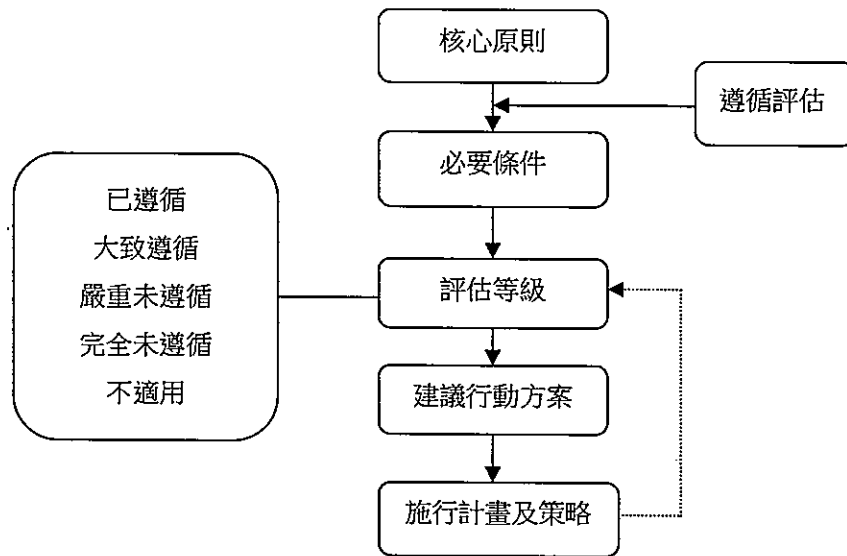 核心原則
遵循評估
必要條件
已遵循
大致遵循
嚴重未遵循
完全未遵循
不適用
評估等級
建議行動方案
施行計畫及策略